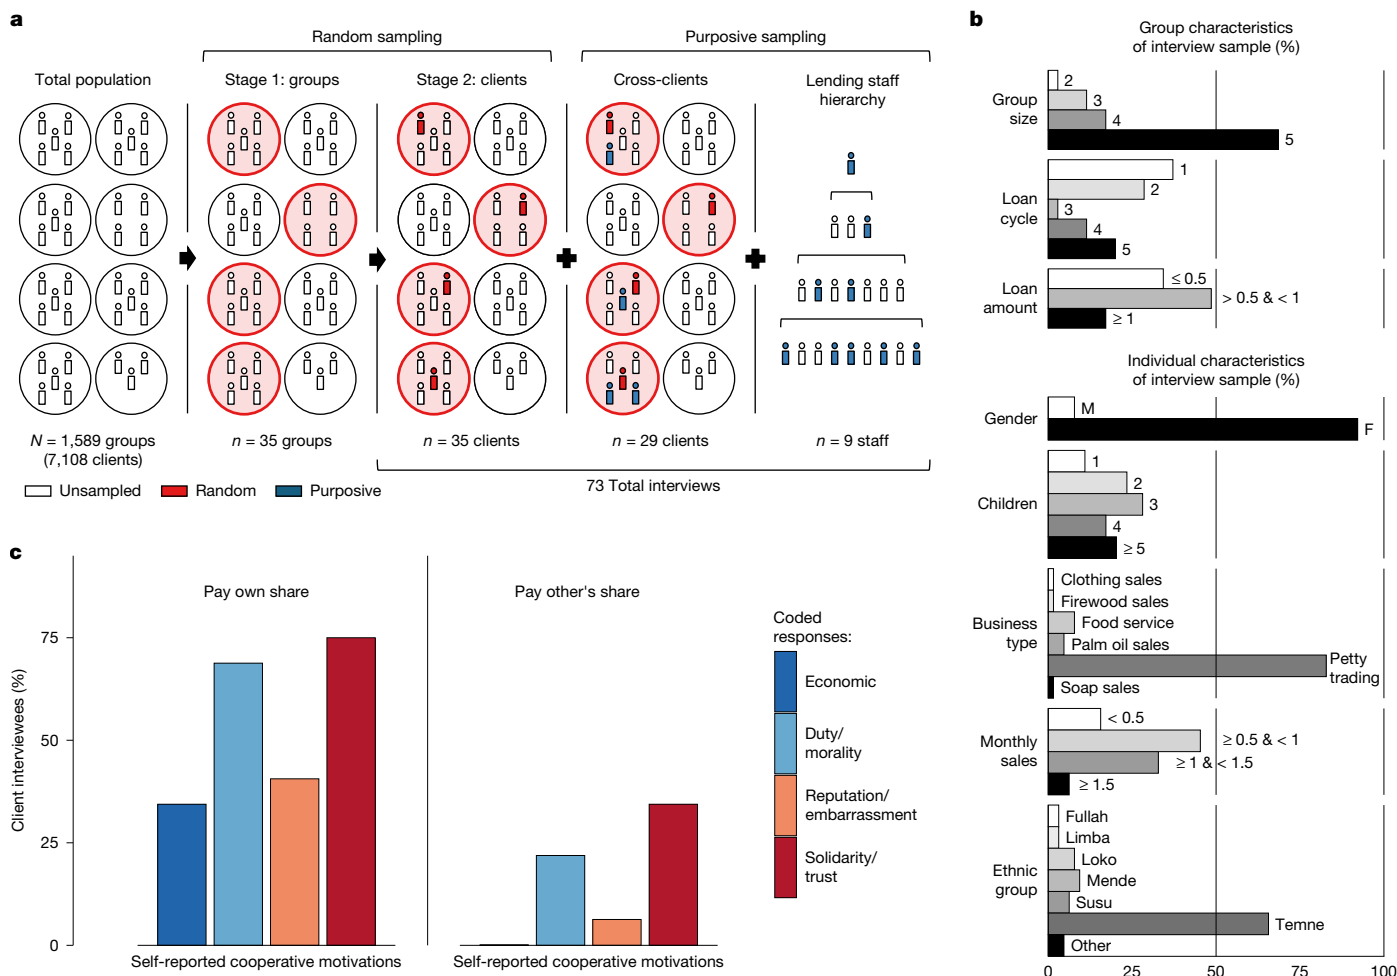 a
Random sampling
Purposive sampling
Total population
Stage 1: groups
Stage 2: clients
Cross-clients
Lending staff
hierarchy
N = 1,589 groups
(7,108 clients)
n = 35 groups
n = 35 clients
n = 29 clients
n = 9 staff
73 Total interviews
Unsampled
Random
Purposive
b
Group characteristics
of interview sample (%)
Group
size
2
3
4
5
Loan
cycle
1
2
3
4
5
Loan
amount
≤ 0.5
> 0.5 & < 1
≥ 1
Individual characteristics
of interview sample (%)
Gender
M
F
Children
1
2
3
4
≥ 5
Business
type
Clothing sales
Firewood sales
Food service
Palm oil sales
Petty
trading
Soap sales
Monthly
sales
< 0.5
≥ 0.5 & < 1
≥ 1 & < 1.5
≥ 1.5
Ethnic
group
Fullah
Limba
Loko
Mende
Susu
Temne
Other
0 25 50 75 100
c
Client interviewees (%)
75
50
25
0
Pay own share
Pay other's share
Self-reported cooperative motivations
Self-reported cooperative motivations
Coded
responses:
Economic
Duty/
morality
Reputation/
embarrassment
Solidarity/
trust